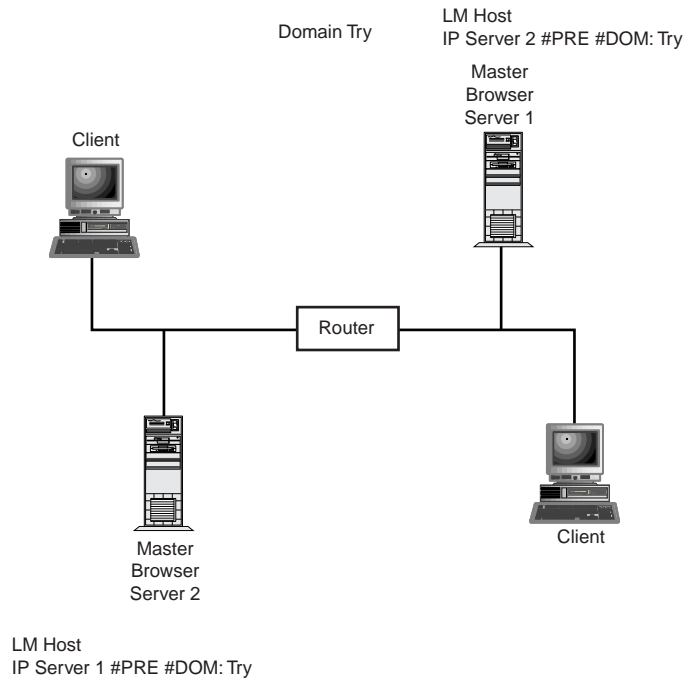 Domain Try
LM Host
IP Server 2 #PRE #DOM: Try
Master
Browser
Server 1
Client
Router
Master
Browser
Server 2
Client
LM Host
IP Server 1 #PRE #DOM: Try